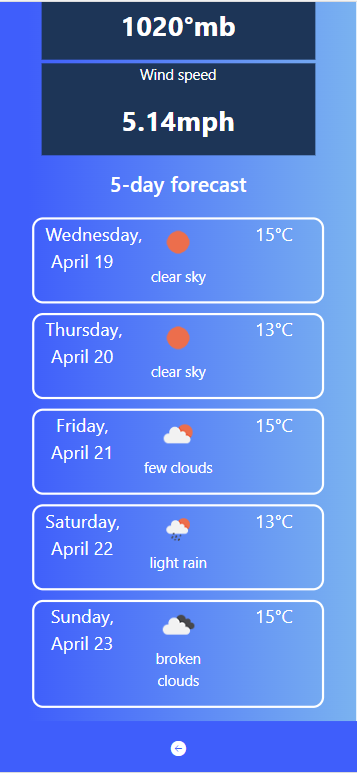 1020°mb
Wind speed
5.14mph
5-day forecast
Wednesday,
April 19
15°C
clear sky
Thursday,
April 20
13°C
clear sky
Friday,
April 21
15°C
few clouds
Saturday,
April 22
13°C
light rain
Sunday,
April 23
15°C
broken
clouds